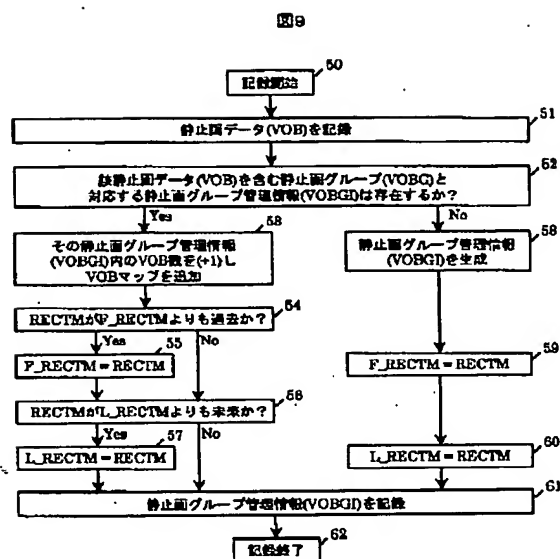 図9
50
記録開始
51
静止画データ(VOB)を記録
52
該静止画データ(VOB)を含む静止画グループ(VOBG)と
対応する静止画グループ管理情報(VOBGI)は存在するか？
Yes
No
53
その静止画グループ管理情報
(VOBGI)内のVOB数を(+1)し
VOBマップを追加
58
静止画グループ管理情報
(VOBGI)を生成
54
RECTMがF_RECTMよりも過去か？
Yes
No
55
F_RECTM＝RECTM
59
F_RECTM＝RECTM
56
RECTMがL_RECTMよりも未来か？
Yes
No
57
L_RECTM＝RECTM
60
L_RECTM＝RECTM
61
静止画グループ管理情報(VOBGI)を記録
62
記録終了